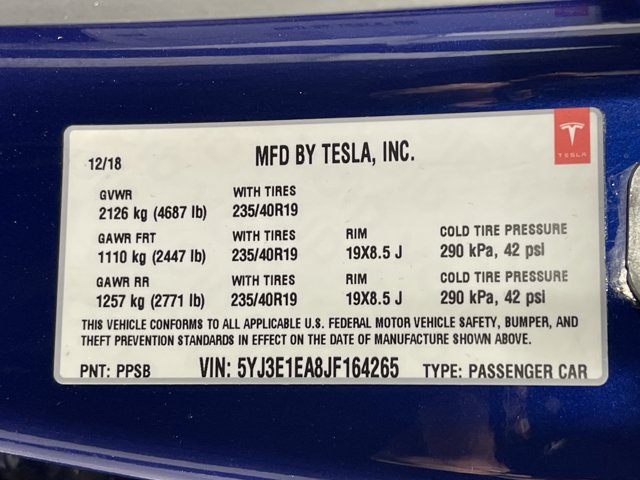 12/18 MFD BY TESLA, INC.
TESLA
GVWR WITH TIRES
2126 kg (4687 lb) 235/40R19
GAWR FRT WITH TIRES RIM COLD TIRE PRESSURE
1110 kg (2447 lb) 235/40R19 19X8.5 J 290 kPa, 42 psi
GAWR RR WITH TIRES RIM COLD TIRE PRESSURE
1257 kg (2771 lb) 235/40R19 19X8.5 J 290 kPa, 42 psi
THIS VEHICLE CONFORMS TO ALL APPLICABLE U.S. FEDERAL MOTOR VEHICLE SAFETY, BUMPER, AND
THEFT PREVENTION STANDARDS IN EFFECT ON THE DATE OF MANUFACTURE SHOWN ABOVE.
PNT: PPSB VIN: 5YJ3E1EA8JF164265 TYPE: PASSENGER CAR